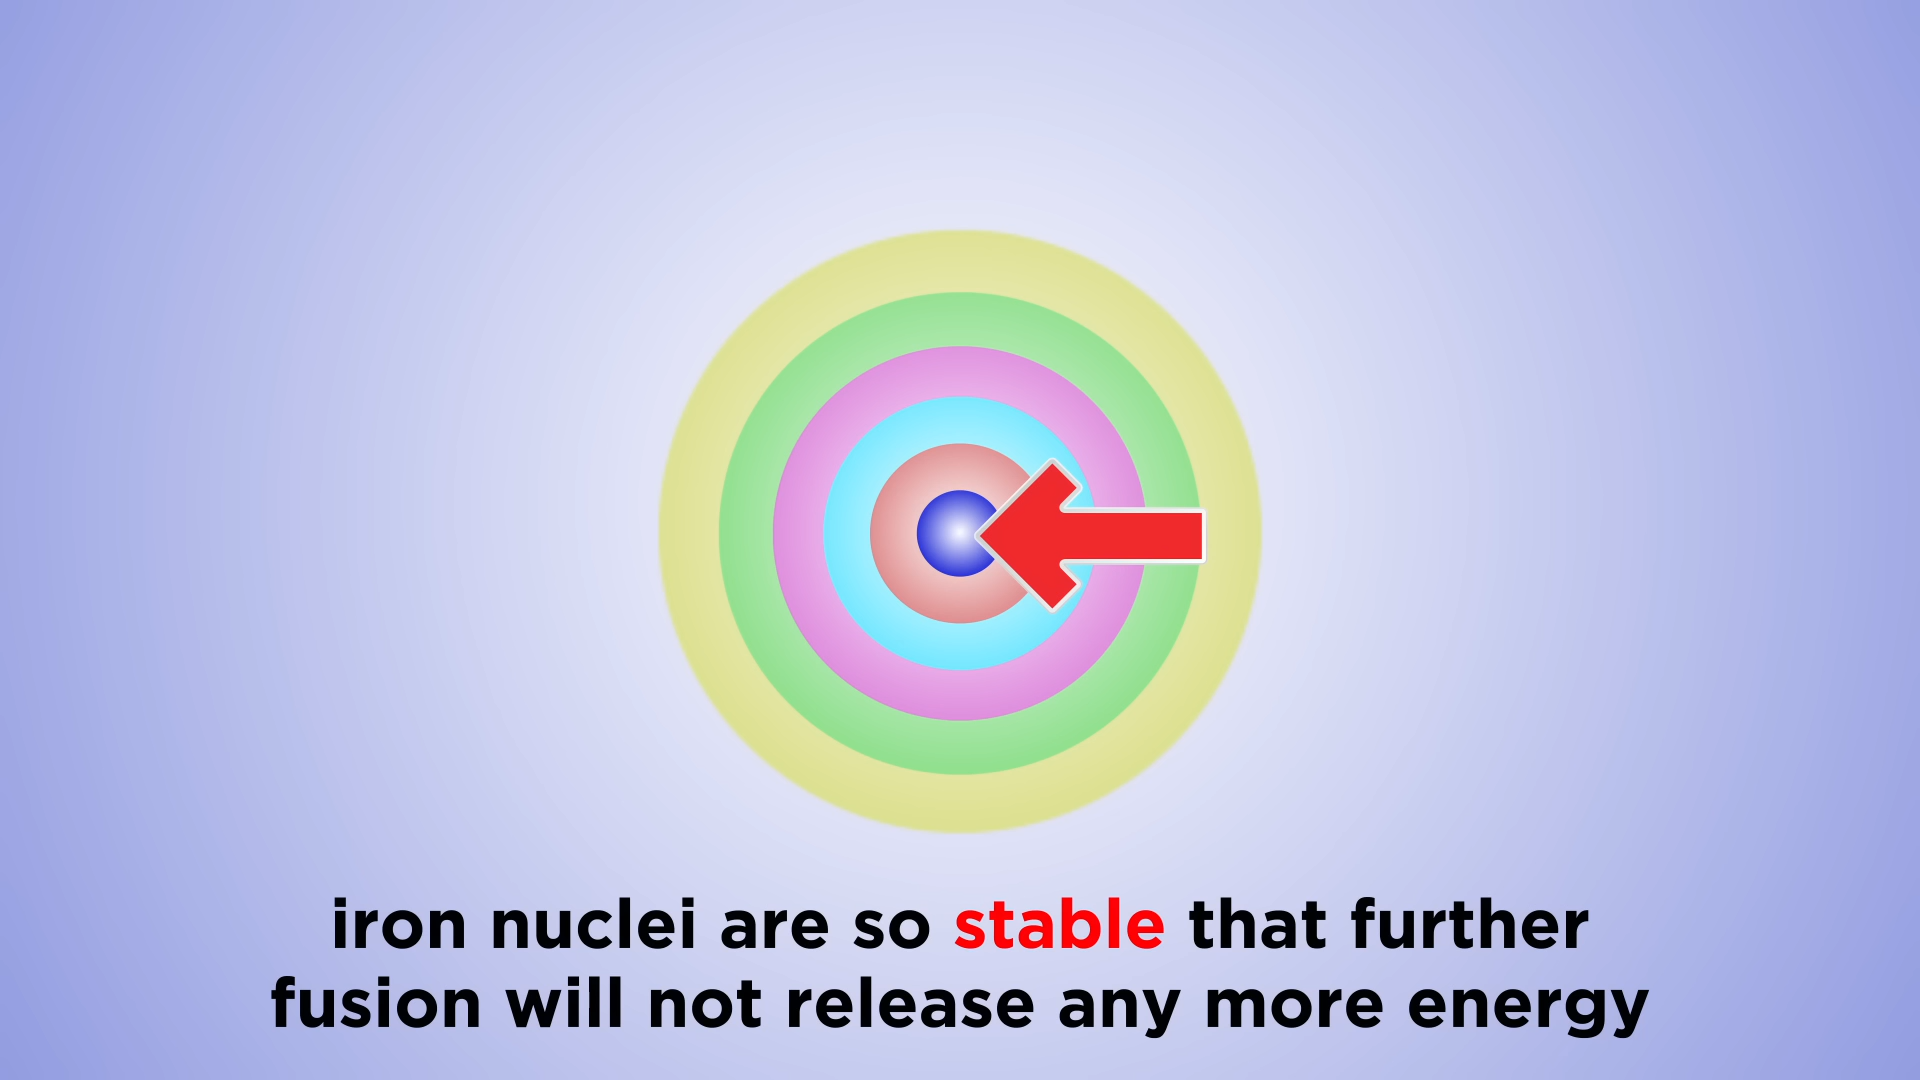 iron nuclei are so stable that further
fusion will not release any more energy